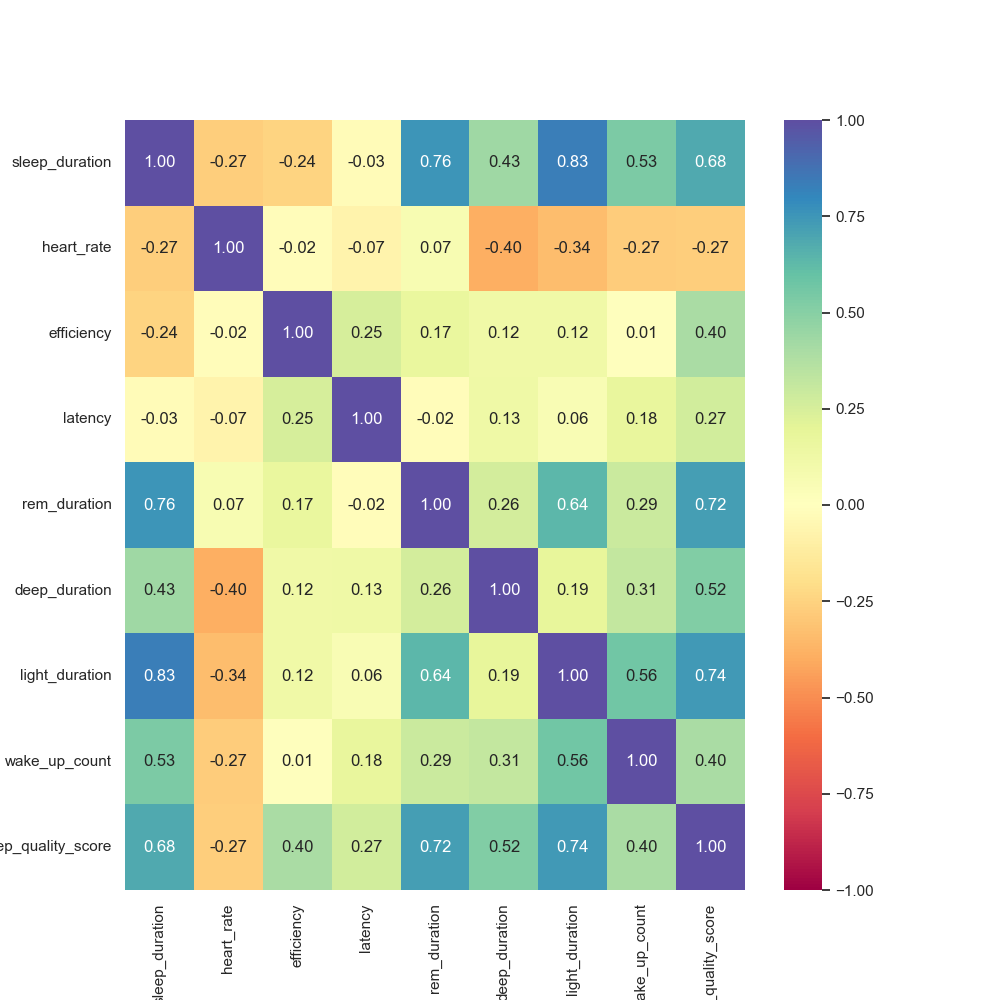 sleep_duration 1.00 -0.27 -0.24 -0.03 0.76 0.43 0.83 0.53 0.68
heart_rate -0.27 1.00 -0.02 -0.07 0.07 -0.40 -0.34 -0.27 -0.27
efficiency -0.24 -0.02 1.00 0.25 0.17 0.12 0.12 0.01 0.40
latency -0.03 -0.07 0.25 1.00 -0.02 0.13 0.06 0.18 0.27
rem_duration 0.76 0.07 0.17 -0.02 1.00 0.26 0.64 0.29 0.72
deep_duration 0.43 -0.40 0.12 0.13 0.26 1.00 0.19 0.31 0.52
light_duration 0.83 -0.34 0.12 0.06 0.64 0.19 1.00 0.56 0.74
wake_up_count 0.53 -0.27 0.01 0.18 0.29 0.31 0.56 1.00 0.40
ep_quality_score 0.68 -0.27 0.40 0.27 0.72 0.52 0.74 0.40 1.00
sleep_duration
heart_rate
efficiency
latency
rem_duration
deep_duration
light_duration
ake_up_count
_quality_score
1.00
0.75
0.50
0.25
0.00
−0.25
−0.50
−0.75
−1.00